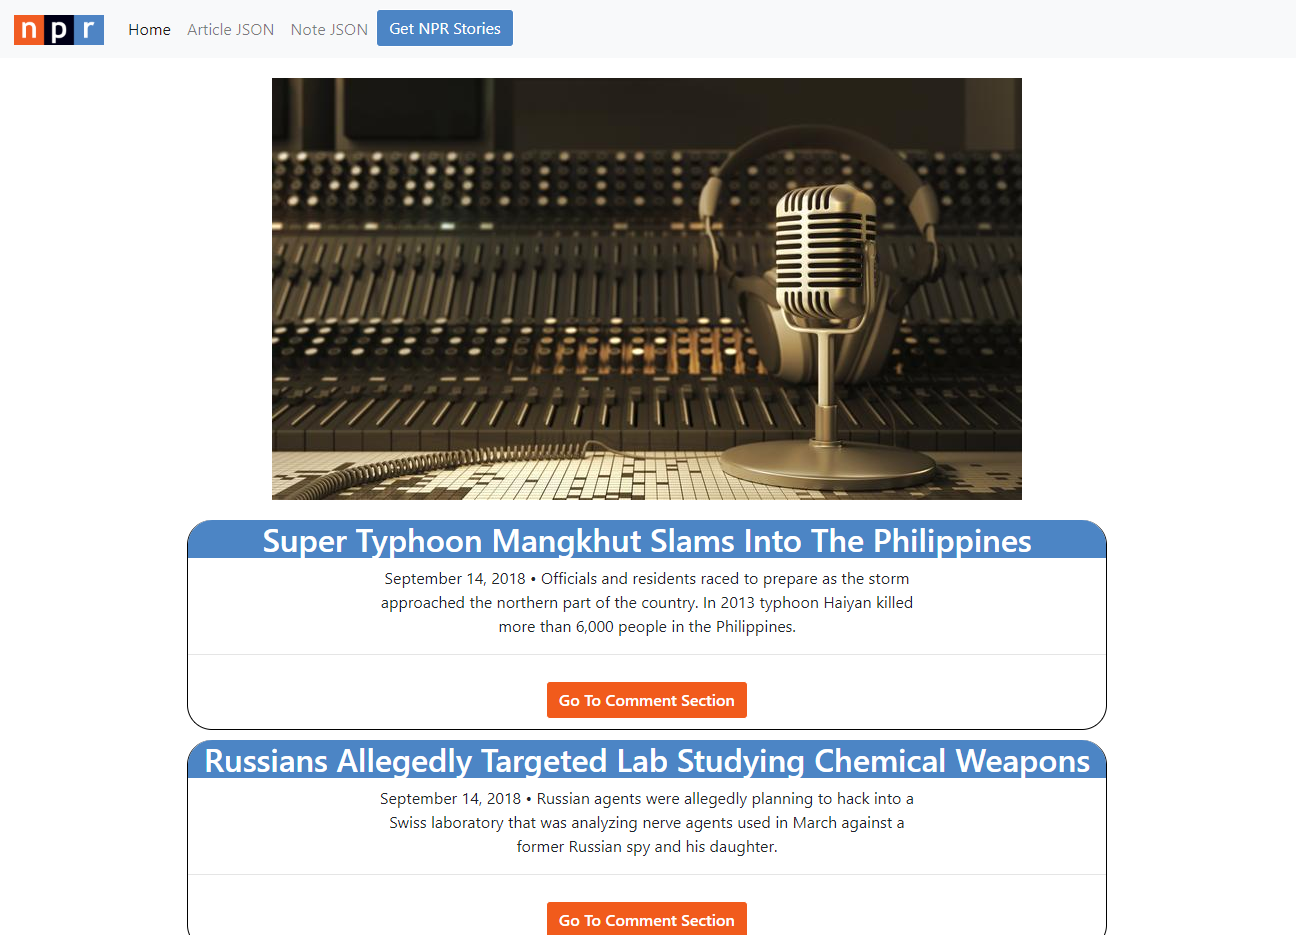 npr Home Article JSON Note JSON Get NPR Stories
Super Typhoon Mangkhut Slams Into The Philippines
September 14, 2018 • Officials and residents raced to prepare as the storm
approached the northern part of the country. In 2013 typhoon Haiyan killed
more than 6,000 people in the Philippines.
Go To Comment Section
Russians Allegedly Targeted Lab Studying Chemical Weapons
September 14, 2018 • Russian agents were allegedly planning to hack into a
Swiss laboratory that was analyzing nerve agents used in March against a
former Russian spy and his daughter.
Go To Comment Section